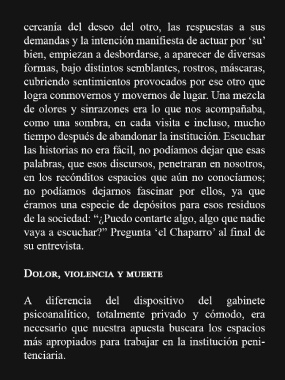 cercanía del deseo del otro, las respuestas a sus
demandas y la intención manifiesta de actuar por ‘su’
bien, empiezan a desbordarse, a aparecer de diversas
formas, bajo distintos semblantes, rostros, máscaras,
cubriendo sentimientos provocados por ese otro que
logra conmovernos y movernos de lugar. Una mezcla
de olores y sinrazones era lo que nos acompañaba,
como una sombra, en cada visita e incluso, mucho
tiempo después de abandonar la institución. Escuchar
las historias no era fácil, no podíamos dejar que esas
palabras, que esos discursos, penetraran en nosotros,
en los recónditos espacios que aún no conocíamos;
no podíamos dejarnos fascinar por ellos, ya que
éramos una especie de depósitos para esos residuos
de la sociedad: “¿Puedo contarte algo, algo que nadie
vaya a escuchar?” Pregunta ‘el Chaparro’ al final de
su entrevista.
Dolor, violencia y muerte
A diferencia del dispositivo del gabinete
psicoanalítico, totalmente privado y cómodo, era
necesario que nuestra apuesta buscara los espacios
más apropiados para trabajar en la institución peni-
tenciaria.